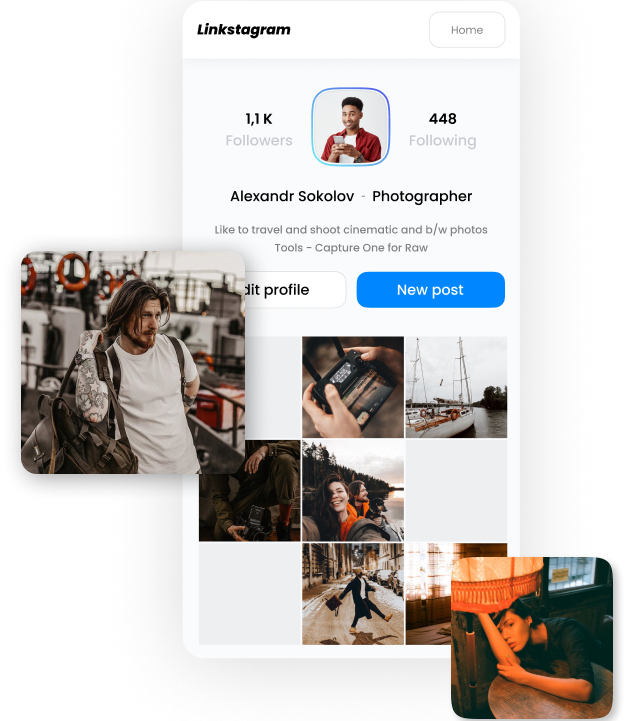 Linkstagram
Home
1,1 K
Followers
448
Following
Alexandr Sokolov - Photographer
Like to travel and shoot cinematic and b/w photos
Tools - Capture One for Raw
dit profile
New post